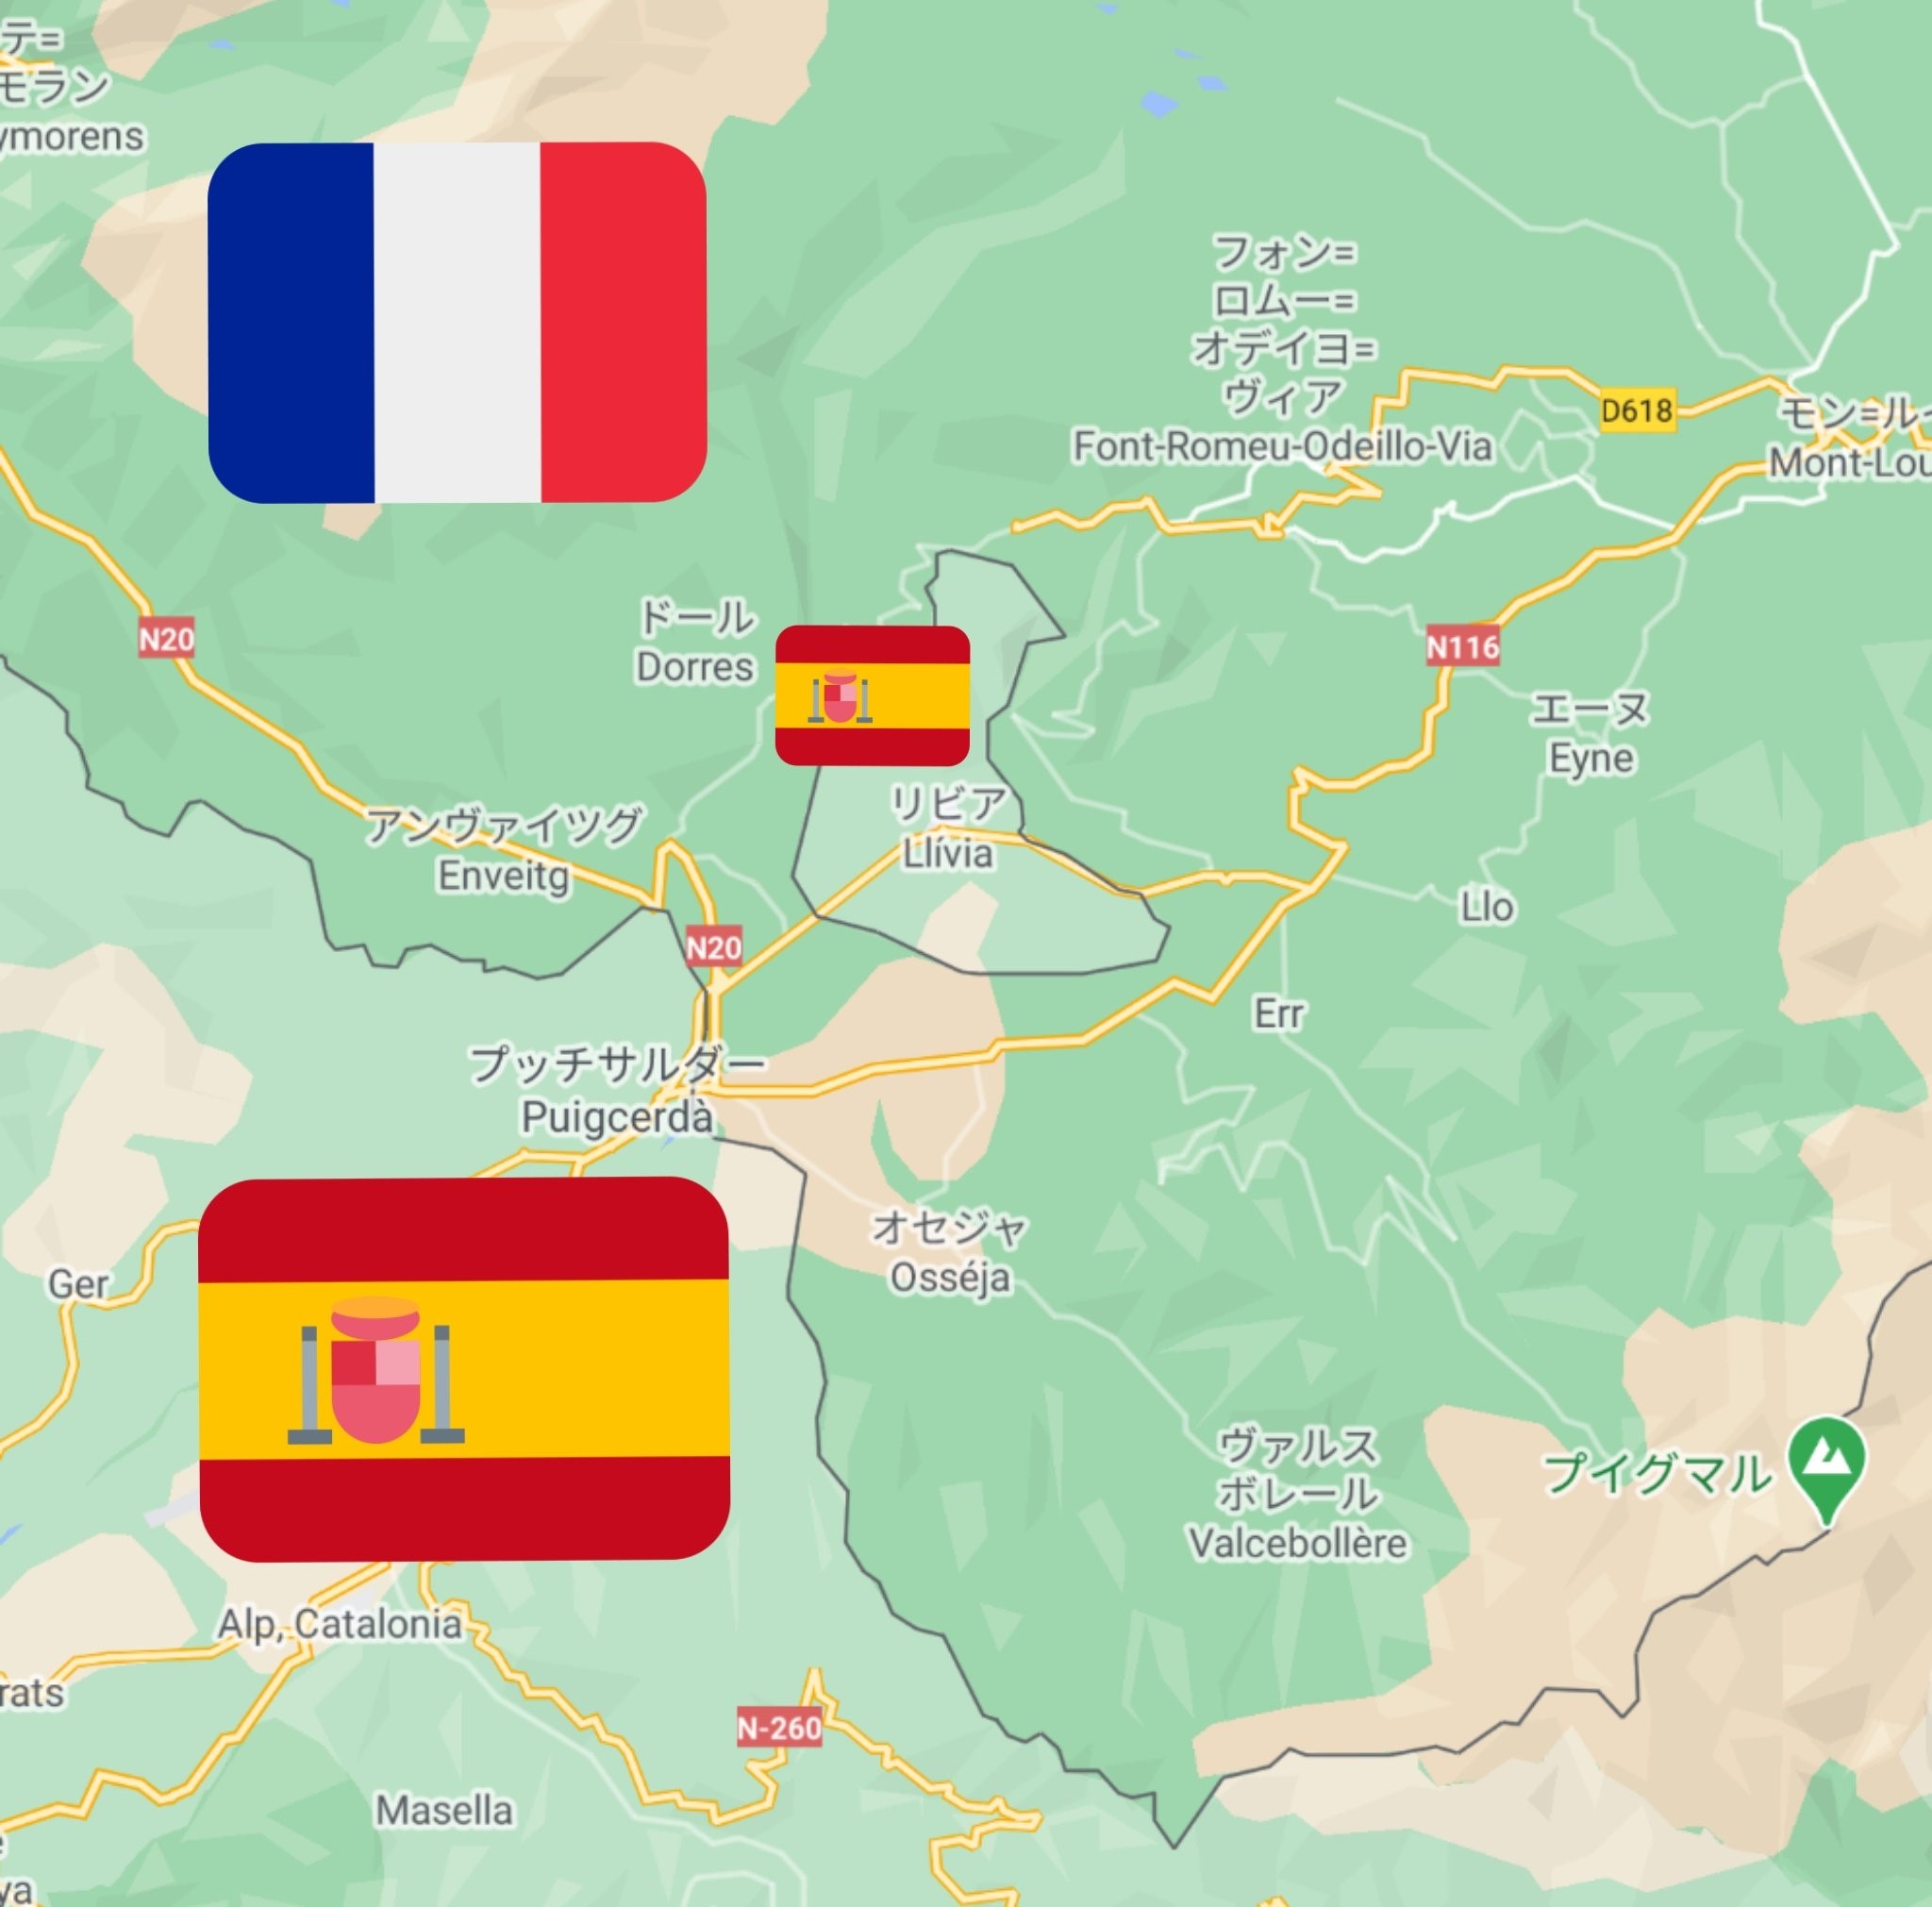 テ=
モラン
ymorens
フォン=
ロムー=
オデイヨ=
ヴィア
Font-Romeu-Odeillo-Via
D618
モン=ル
Mont-Lou
N20
ドール
Dorres
N116
エーヌ
Eyne
リビア
Llívia
アンヴァイツグ
Enveitg
Llo
N20
Err
プッチサルダー
Puigcerdà
オセジャ
Osséja
Ger
ヴァルス
ボレール
Valcebollère
プイグマル
Alp, Catalonia
rats
N-260
Masella
ya